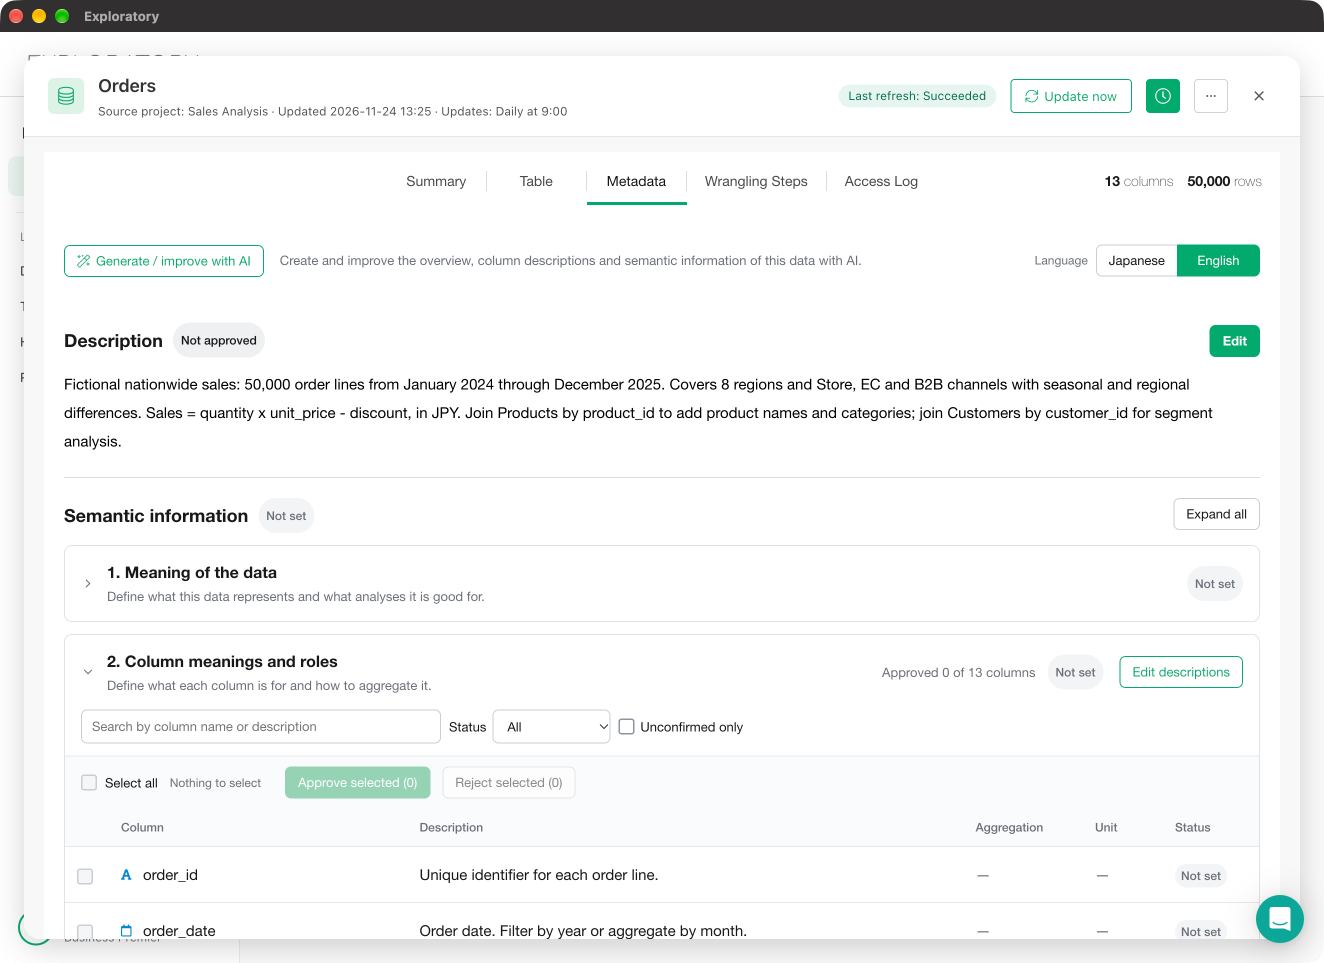 Exploratory
Orders
Source project: Sales Analysis · Updated 2026-11-24 13:25 · Updates: Daily at 9:00
Last refresh: Succeeded
Update now
Summary
Table
Metadata
Wrangling Steps
Access Log
13 columns 50,000 rows
Generate / improve with AI
Create and improve the overview, column descriptions and semantic information of this data with AI.
Language
Japanese
English
Description
Not approved
Edit
Fictional nationwide sales: 50,000 order lines from January 2024 through December 2025. Covers 8 regions and Store, EC and B2B channels with seasonal and regional
differences. Sales = quantity x unit_price - discount, in JPY. Join Products by product_id to add product names and categories; join Customers by customer_id for segment
analysis.
Semantic information
Not set
Expand all
1. Meaning of the data
Define what this data represents and what analyses it is good for.
Not set
2. Column meanings and roles
Define what each column is for and how to aggregate it.
Approved 0 of 13 columns
Not set
Edit descriptions
Search by column name or description
Status
All
Unconfirmed only
Select all
Nothing to select
Approve selected (0)
Reject selected (0)
Column
Description
Aggregation
Unit
Status
A order_id
Unique identifier for each order line.
—
—
Not set
order_date
Order date. Filter by year or aggregate by month.
—
—
Not set